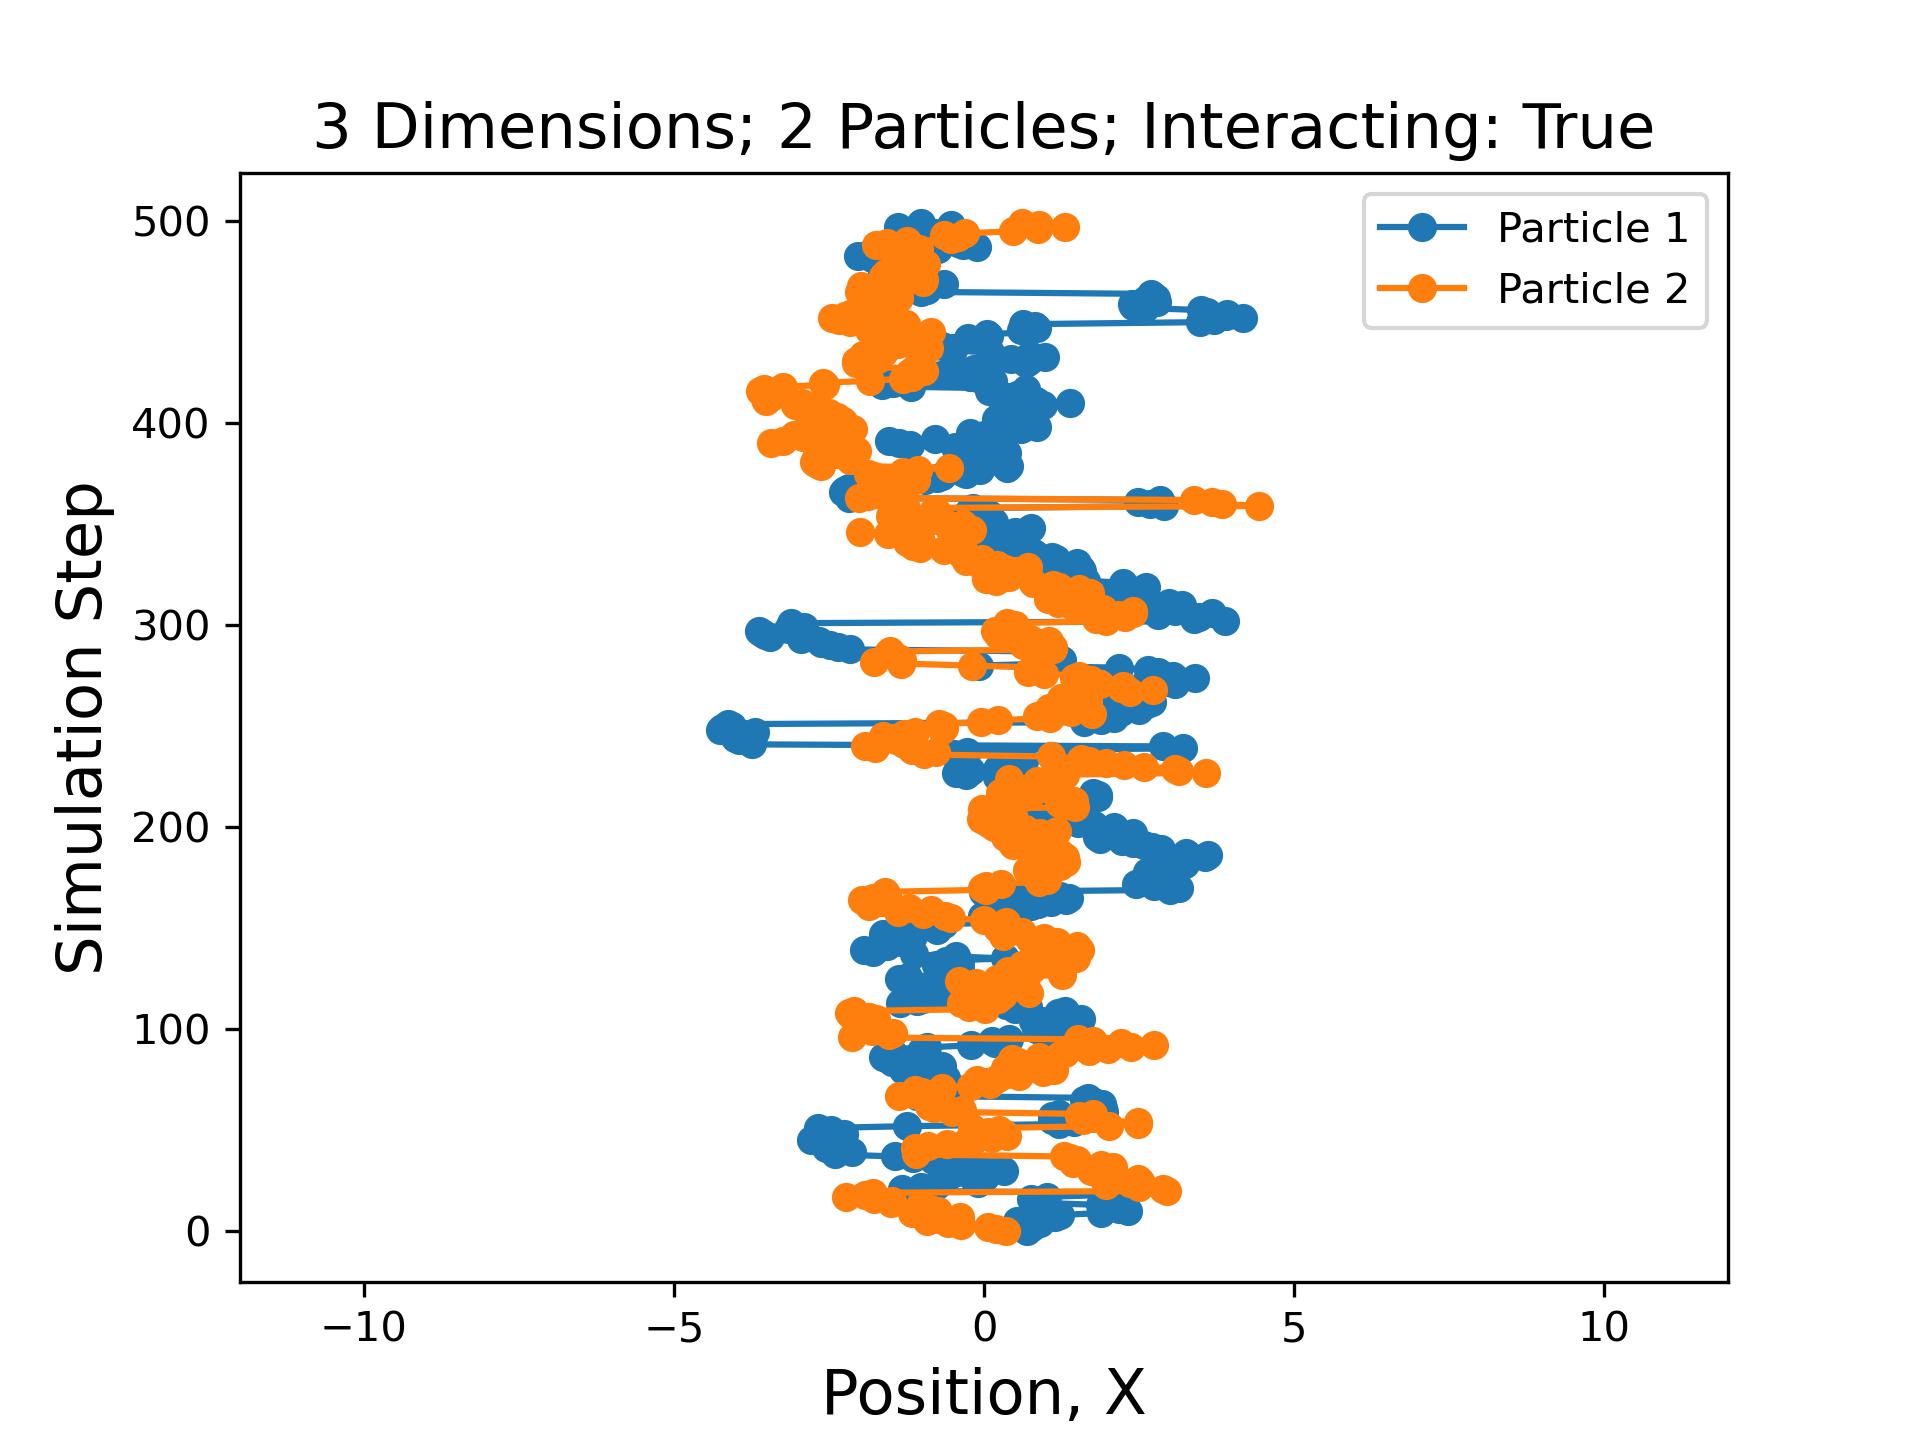 3 Dimensions; 2 Particles; Interacting: True
Particle 1
Particle 2
500
400
300
200
100
0
Simulation Step
−10
−5
0
5
10
Position, X